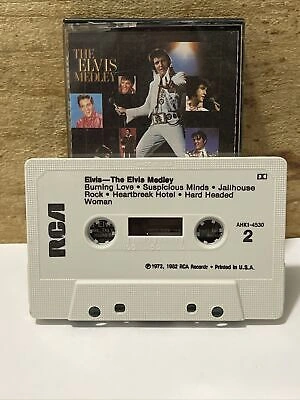 THE
ELVIS
MEDLEY
Elvis—The Elvis Medley
Burning Love • Suspicious Minds • Jailhouse
Rock • Heartbreak Hotel • Hard Headed
Woman
AHK1-4530
2
RCA
℗1972, 1982 RCA Records • Printed in U.S.A.